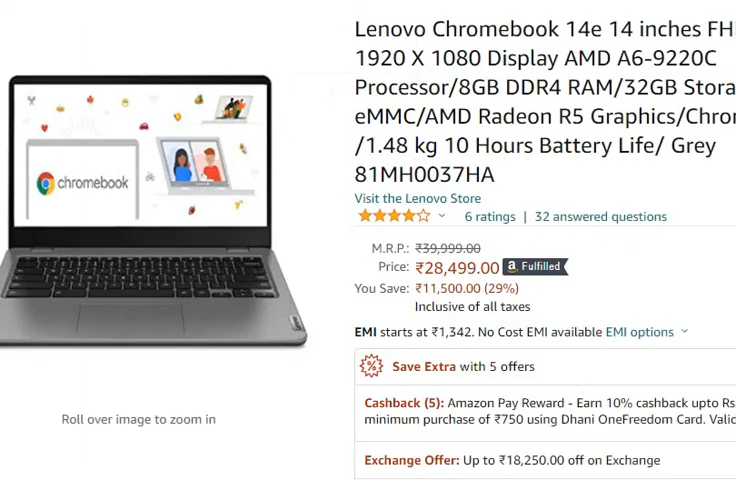 Lenovo Chromebook 14e 14 inches
1920 X 1080 Display AMD A6-9220C
Processor/8GB DDR4 RAM/32GB
eMMC/AMD Radeon R5
/1.48 kg 10 Hours Battery Life/ Grey
81MH0037HA
Visit the Lenovo Store
6 ratings | 32 answered questions
M.R.P.: ₹39,999.00
Price: ₹28,499.00 a Fulfilled
You Save: ₹11,500.00 (29%)
Inclusive of all taxes
EMI starts at ₹1,342. No Cost EMI available EMI options
Save Extra with 5 offers
Cashback (5): Amazon Pay Reward - Earn 10% cashback upto Rs
minimum purchase of ₹750 using Dhani OneFreedom Card.
Exchange Offer: Up to ₹18,250.00 off on Exchange
chromebook
Lenovo
Roll over image to zoom in